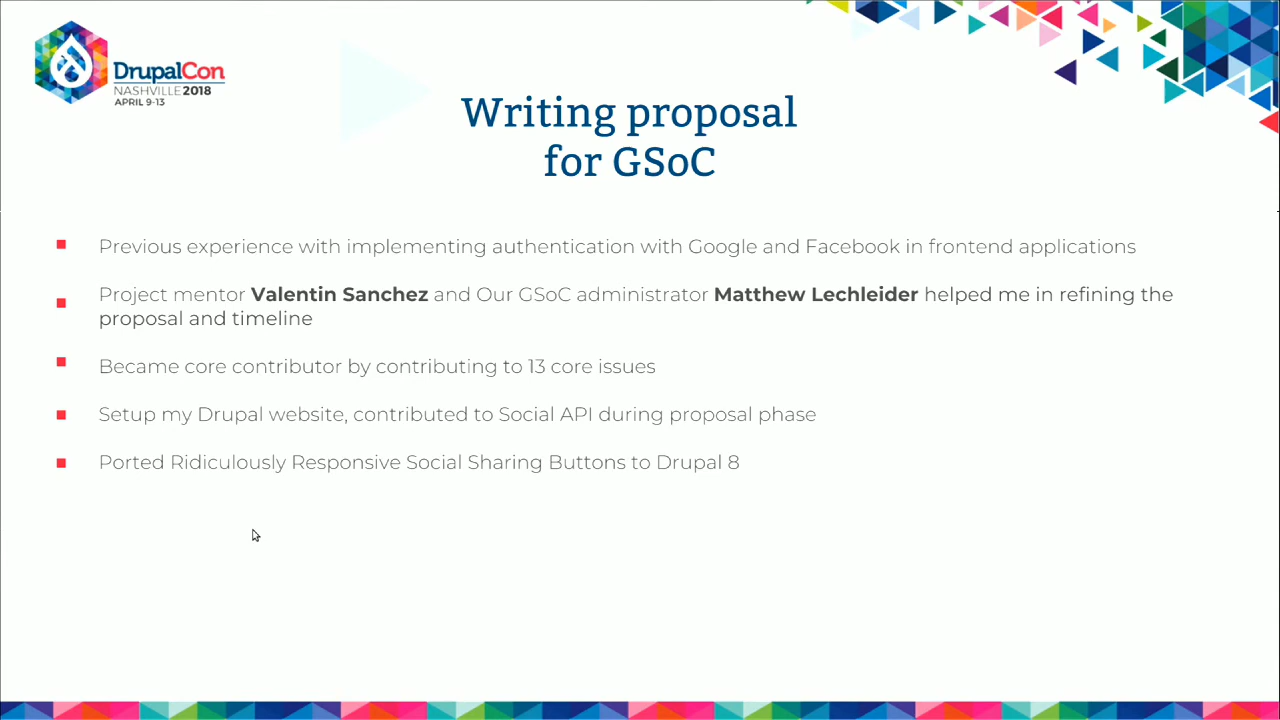 DrupalCon
NASHVILLE 2018
APRIL 9-13
Writing proposal
for GSoC
Previous experience with implementing authentication with Google and Facebook in frontend applications
Project mentor Valentin Sanchez and Our GSoC administrator Matthew Lechleider helped me in refining the
proposal and timeline
Became core contributor by contributing to 13 core issues
Setup my Drupal website, contributed to Social API during proposal phase
Ported Ridiculously Responsive Social Sharing Buttons to Drupal 8